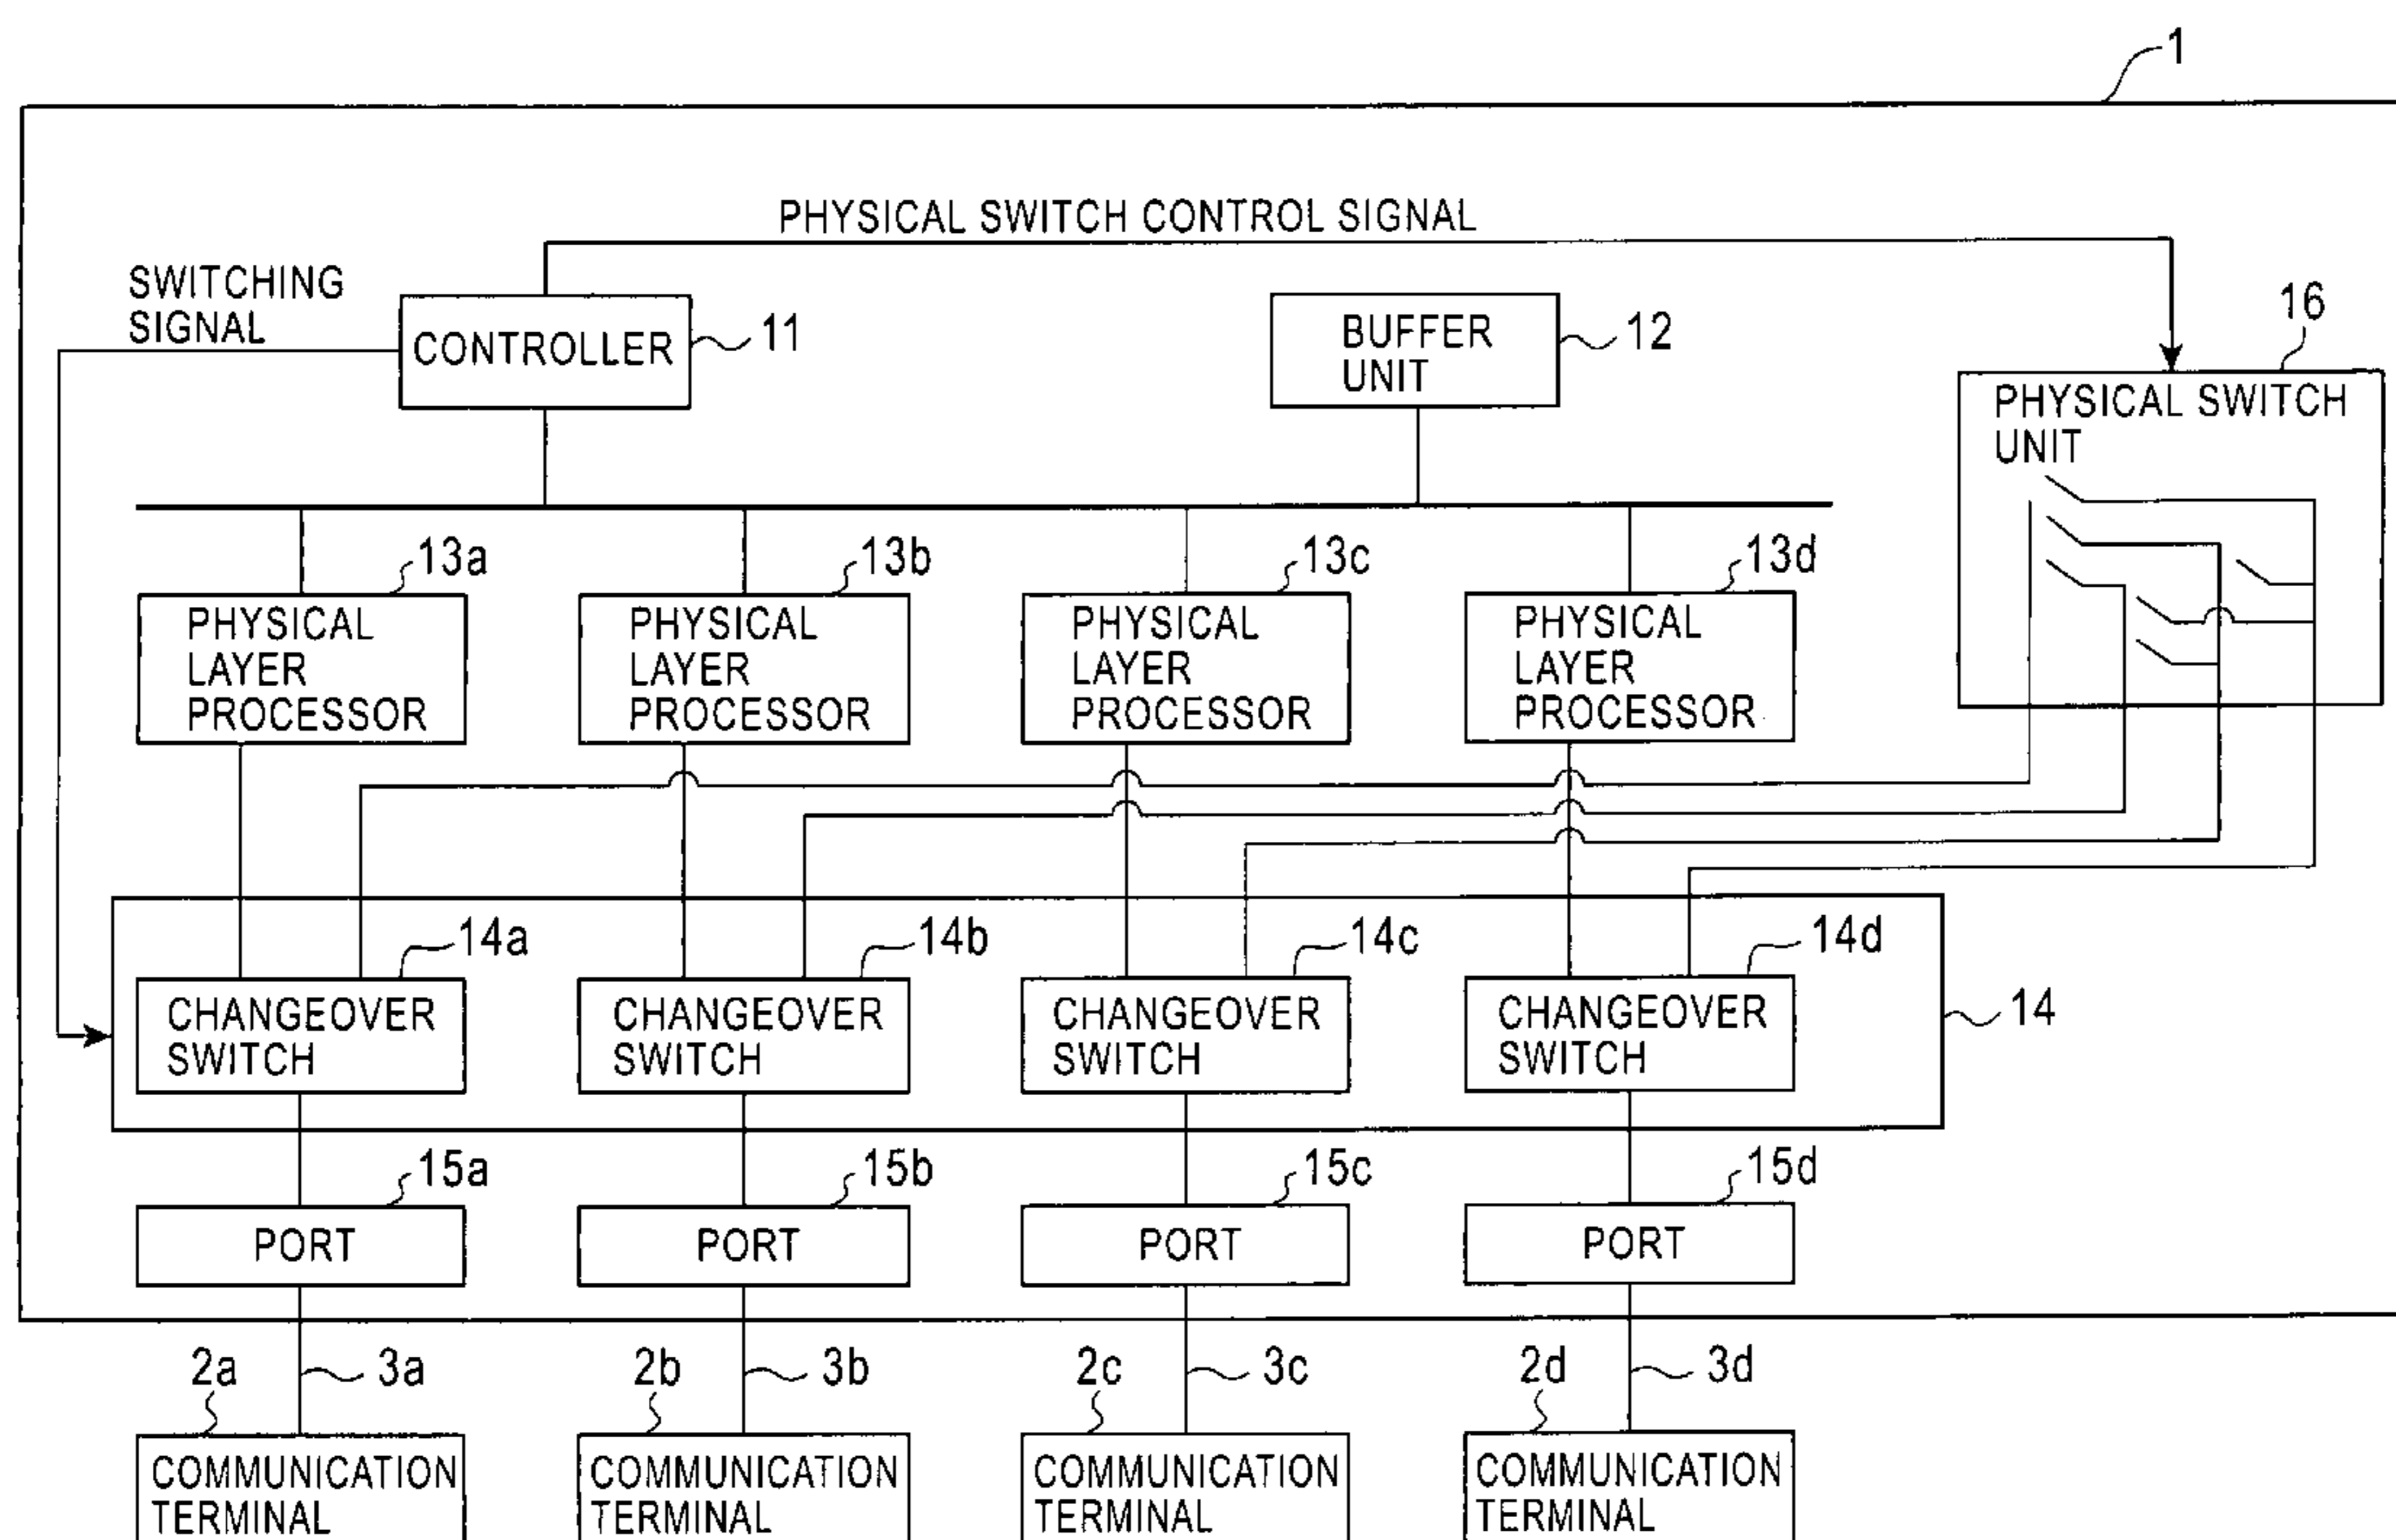 1
PHYSICAL SWITCH CONTROL SIGNAL
SWITCHING
SIGNAL
CONTROLLER
11
BUFFER
UNIT
12
16
PHYSICAL SWITCH
UNIT
13a
13b
13c
13d
PHYSICAL
LAYER
PROCESSOR
PHYSICAL
LAYER
PROCESSOR
PHYSICAL
LAYER
PROCESSOR
PHYSICAL
LAYER
PROCESSOR
14a
14b
14c
14d
CHANGEOVER
SWITCH
CHANGEOVER
SWITCH
CHANGEOVER
SWITCH
CHANGEOVER
SWITCH
14
15a
15b
15c
15d
PORT
PORT
PORT
PORT
2a
3a
2b
3b
2c
3c
2d
3d
COMMUNICATION
TERMINAL
COMMUNICATION
TERMINAL
COMMUNICATION
TERMINAL
COMMUNICATION
TERMINAL